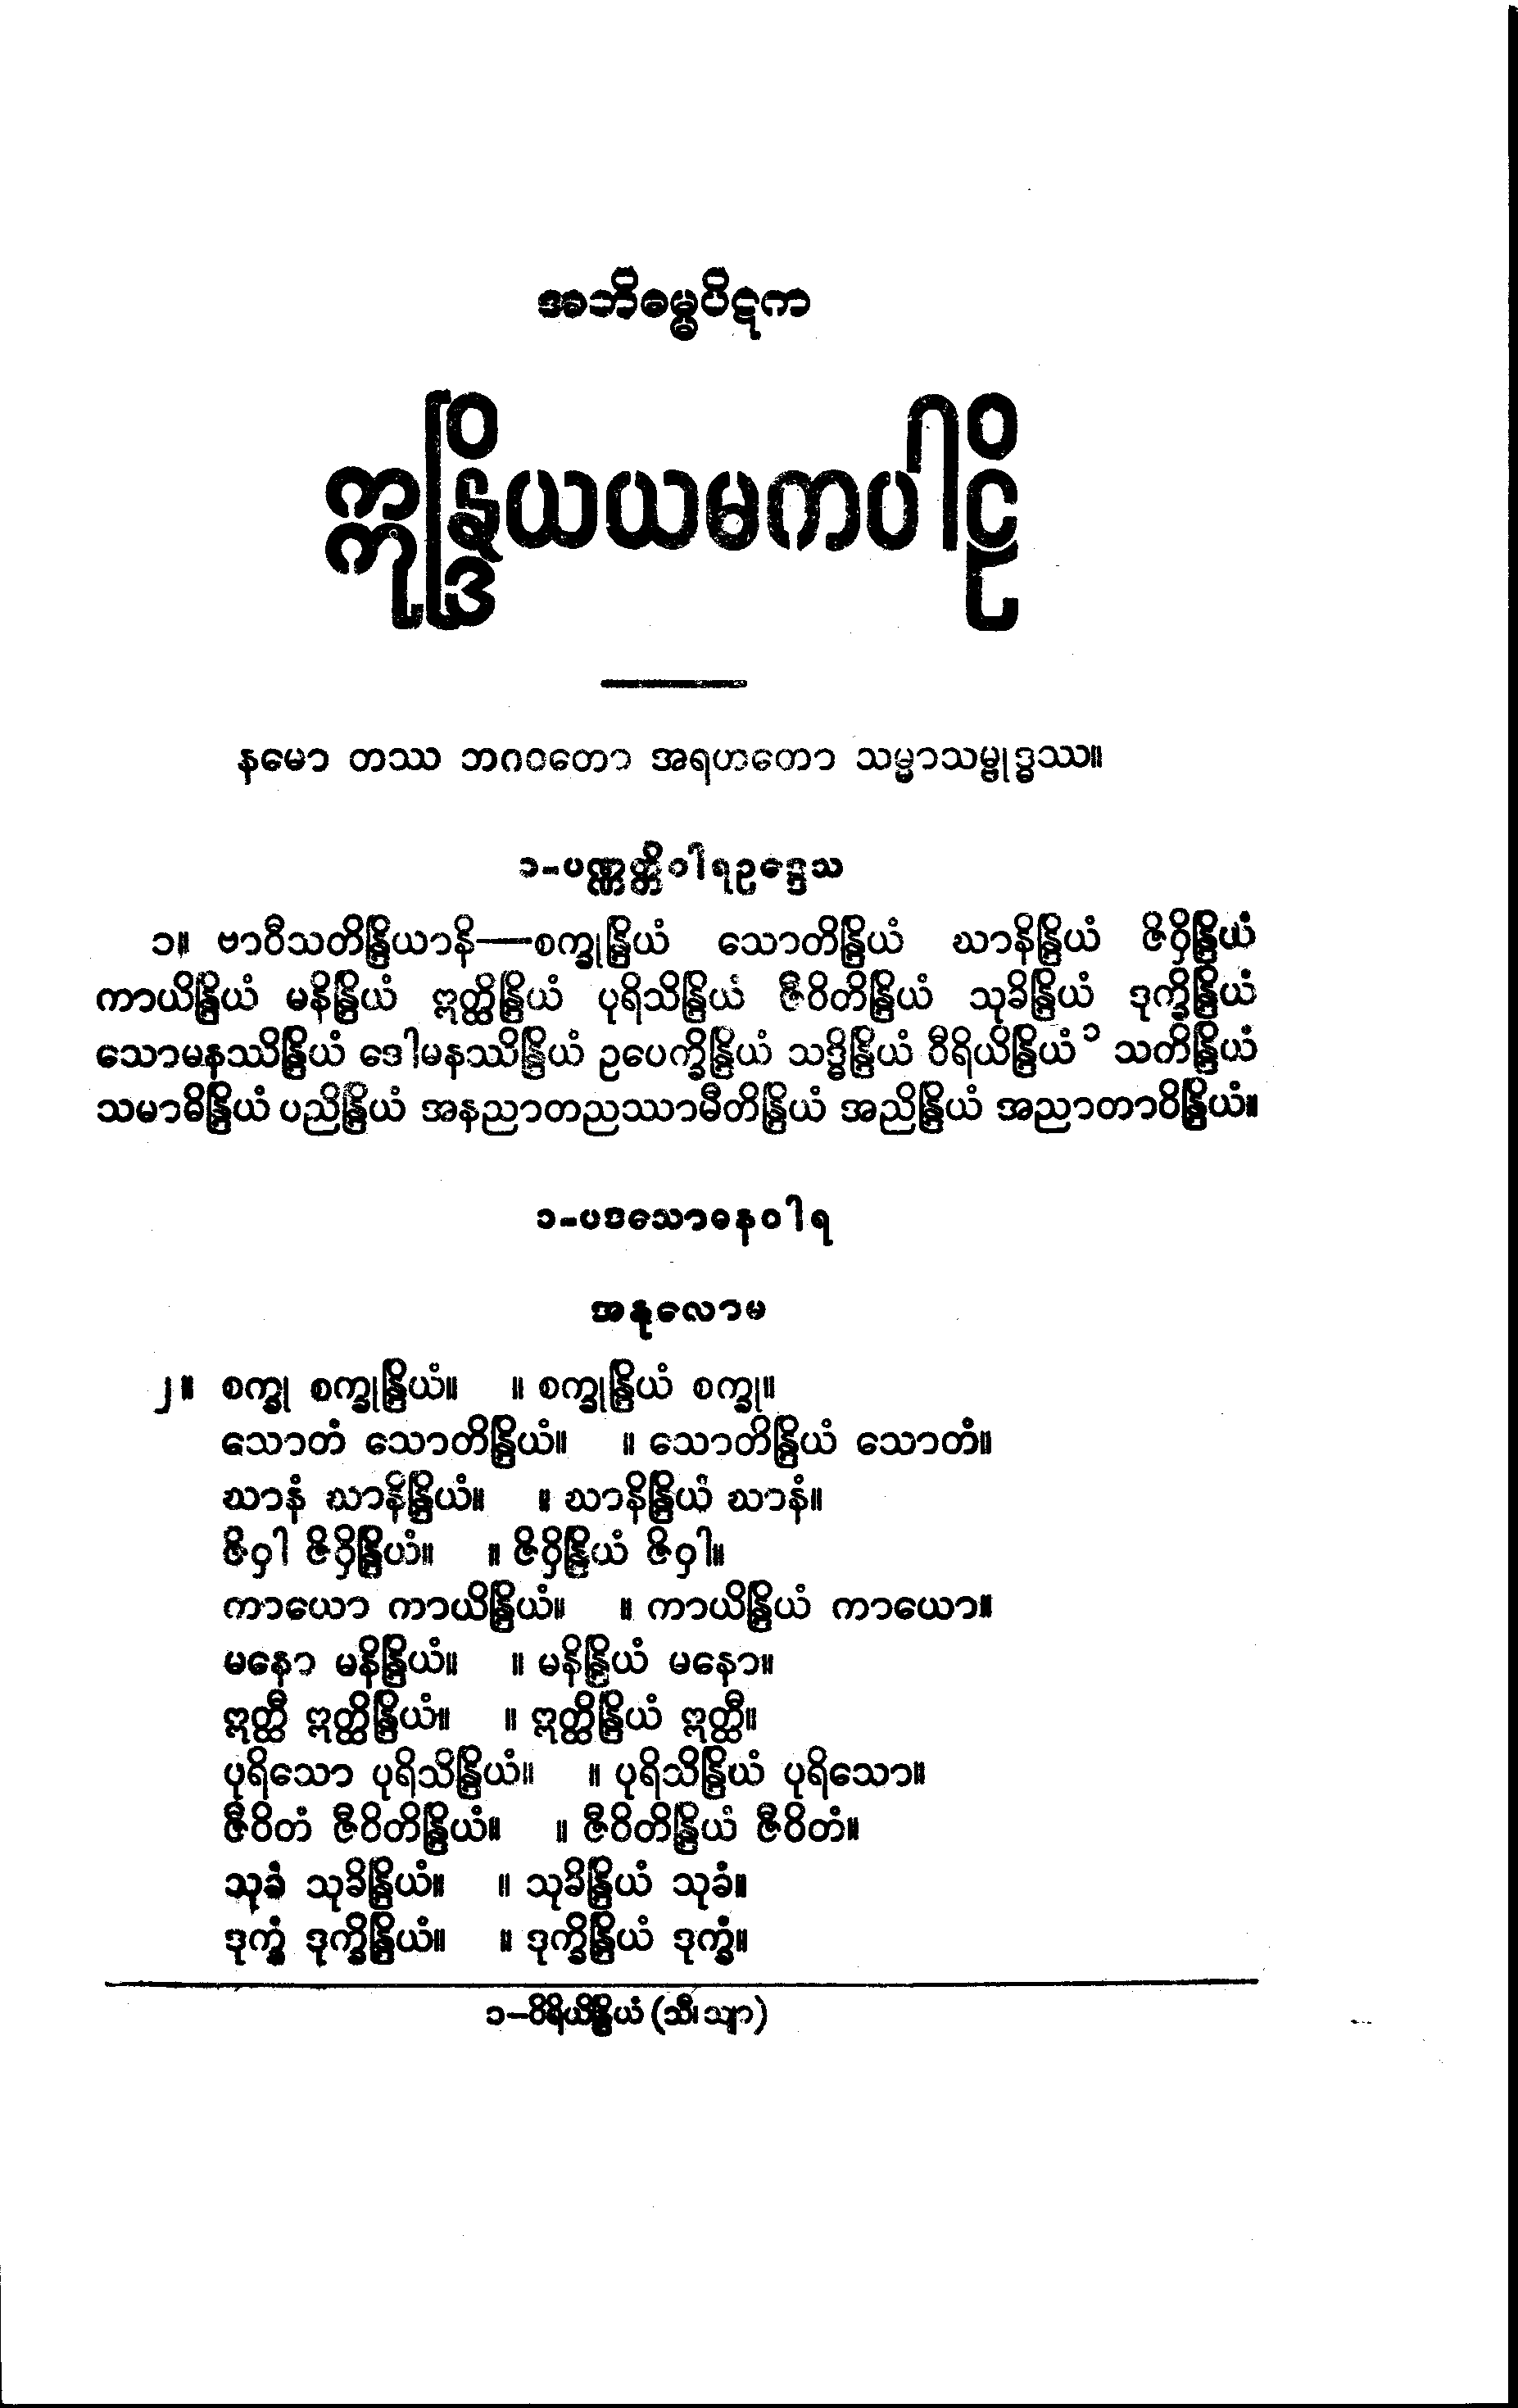 အဘိဓမ္မပိဋက
ဣန္ဒြိယယမကပါဠိ
နမော တဿ ဘဂဝတော အရဟတော သမ္မာသမ္ဗုဒ္ဓဿ။
၁-ပဏ္ဏတ္တိဝါရဥဒ္ဒေသ
၁။ ဗာဝီသတိန္ဒြိယာနိ—စက္ခုန္ဒြိယံ သောတိန္ဒြိယံ ဃာနိန္ဒြိယံ ဇိဝှိန္ဒြိယံ
ကာယိန္ဒြိယံ မနိန္ဒြိယံ ဣတ္ထိန္ဒြိယံ ပုရိသိန္ဒြိယံ ဇီဝိတိန္ဒြိယံ သုခိန္ဒြိယံ ဒုက္ခိန္ဒြိယံ
သောမနဿိန္ဒြိယံ ဒေါမနဿိန္ဒြိယံ ဥပေက္ခိန္ဒြိယံ သဒ္ဓိန္ဒြိယံ ဝီရိယိန္ဒြိယံ၁ သတိန္ဒြိယံ
သမာဓိန္ဒြိယံ ပညိန္ဒြိယံ အနညာတညဿာမီတိန္ဒြိယံ အညိန္ဒြိယံ အညာတာဝိန္ဒြိယံ။
၁-ပဒသောဓနဝါရ
အနုလောမ
၂။ စက္ခု စက္ခုန္ဒြိယံ။ ။ စက္ခုန္ဒြိယံ စက္ခု။
သောတံ သောတိန္ဒြိယံ။ ။ သောတိန္ဒြိယံ သောတံ။
ဃာနံ ဃာနိန္ဒြိယံ။ ။ ဃာနိန္ဒြိယံ ဃာနံ။
ဇိဝှါ ဇိဝှိန္ဒြိယံ။ ။ ဇိဝှိန္ဒြိယံ ဇိဝှါ။
ကာယော ကာယိန္ဒြိယံ။ ။ ကာယိန္ဒြိယံ ကာယော။
မနော မနိန္ဒြိယံ။ ။ မနိန္ဒြိယံ မနော။
ဣတ္ထီ ဣတ္ထိန္ဒြိယံ။ ။ ဣတ္ထိန္ဒြိယံ ဣတ္ထီ။
ပုရိသော ပုရိသိန္ဒြိယံ။ ။ ပုရိသိန္ဒြိယံ ပုရိသော။
ဇီဝိတံ ဇီဝိတိန္ဒြိယံ။ ။ ဇီဝိတိန္ဒြိယံ ဇီဝိတံ။
သုခံ သုခိန္ဒြိယံ။ ။ သုခိန္ဒြိယံ သုခံ။
ဒုက္ခံ ဒုက္ခိန္ဒြိယံ။ ။ ဒုက္ခိန္ဒြိယံ ဒုက္ခံ။
၁-ဝိရိယိန္ဒြိယံ (သီ၊ သျာ)